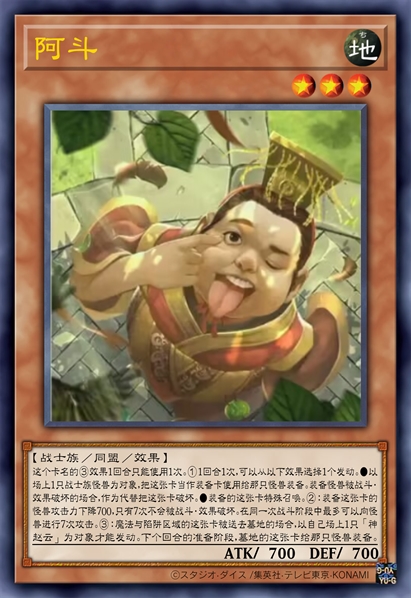 阿斗
地
【战士族／同盟／效果】
这个卡名的③效果1回合只能使用1次。①1回合1次,可以从以下效果选择1个发动。●以
场上1只战士族怪兽为对象,把这张卡当作装备卡使用给那只怪兽装备。装备怪兽被战斗·
效果破坏的场合,作为代替把这张卡破坏。●装备的这张卡特殊召唤。②：装备这张卡的
怪兽攻击力下降700,只有7次不会被战斗·效果破坏。在同一次战斗阶段中最多可以向怪
兽进行7次攻击。③：魔法与陷阱区域的这张卡被送去墓地的场合,以自己场上1只「神
赵云」为对象才能发动。下个回合的准备阶段,墓地的这张卡给那只怪兽装备。
ATK/ 700 DEF/ 700
©スタジオ·ダイス /集英社·テレビ東京·KONAMI